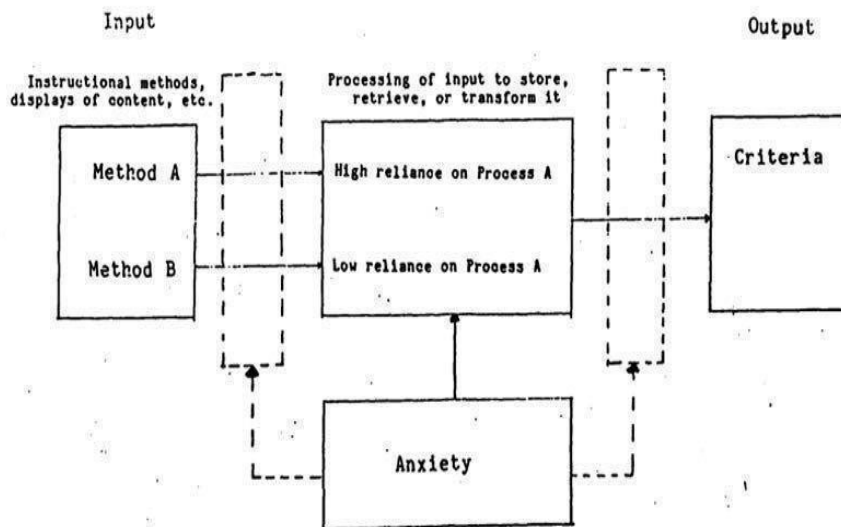 Input
Output
Instructional methods,
displays of content, etc.
Processing of input to store,
retrieve, or transform it
Method A
High reliance on Process A
Criteria
Method B
Low reliance on Process A
Anxiety